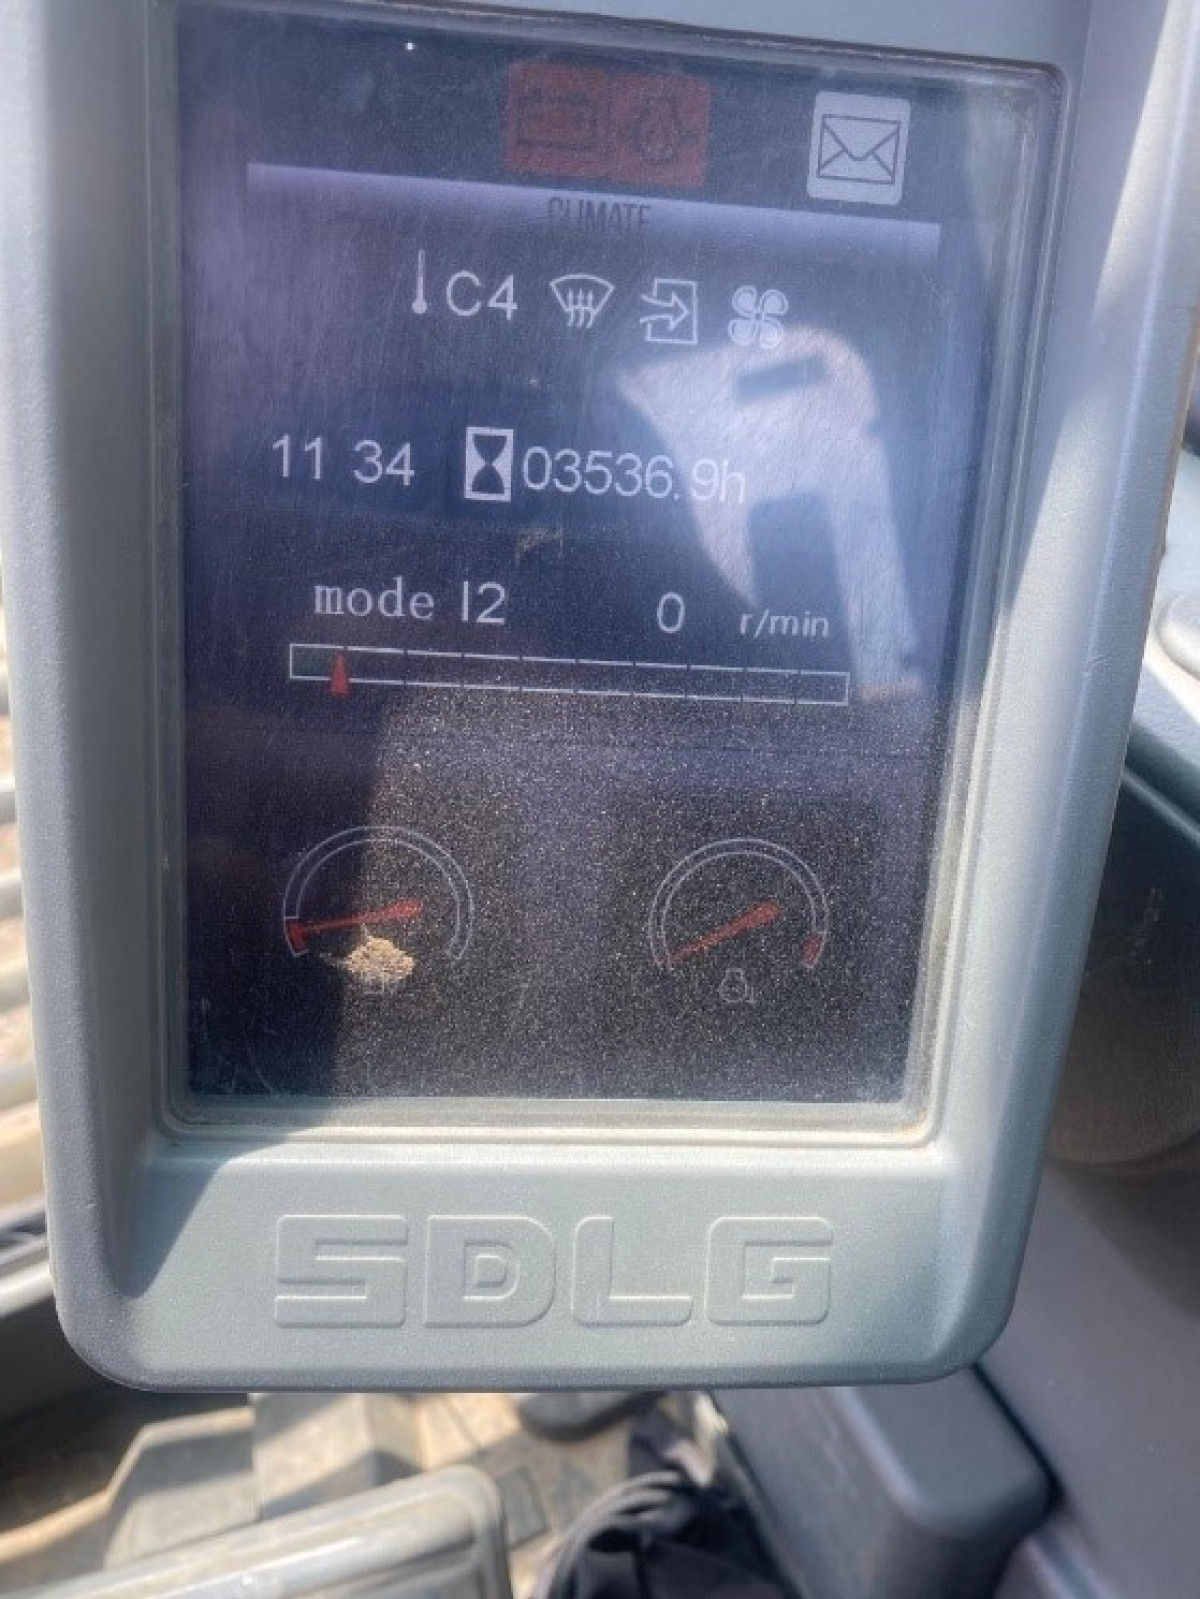 CLIMATE
C4
11 34 03536.9h
mode I2 0 r/min
SDLG